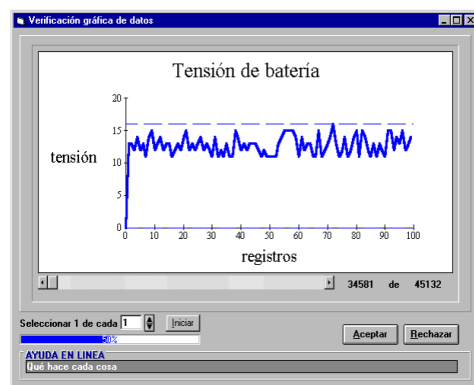 Verificación gráfica de datos
Tensión de batería
20
15
tensión
10
5
0
0 10 20 30 40 50 60 70 80 90 100
registros
34581 de 45132
Seleccionar 1 de cada 1 Iniciar
50%
Aceptar Rechazar
AYUDA EN LINEA
Qué hace cada cosa